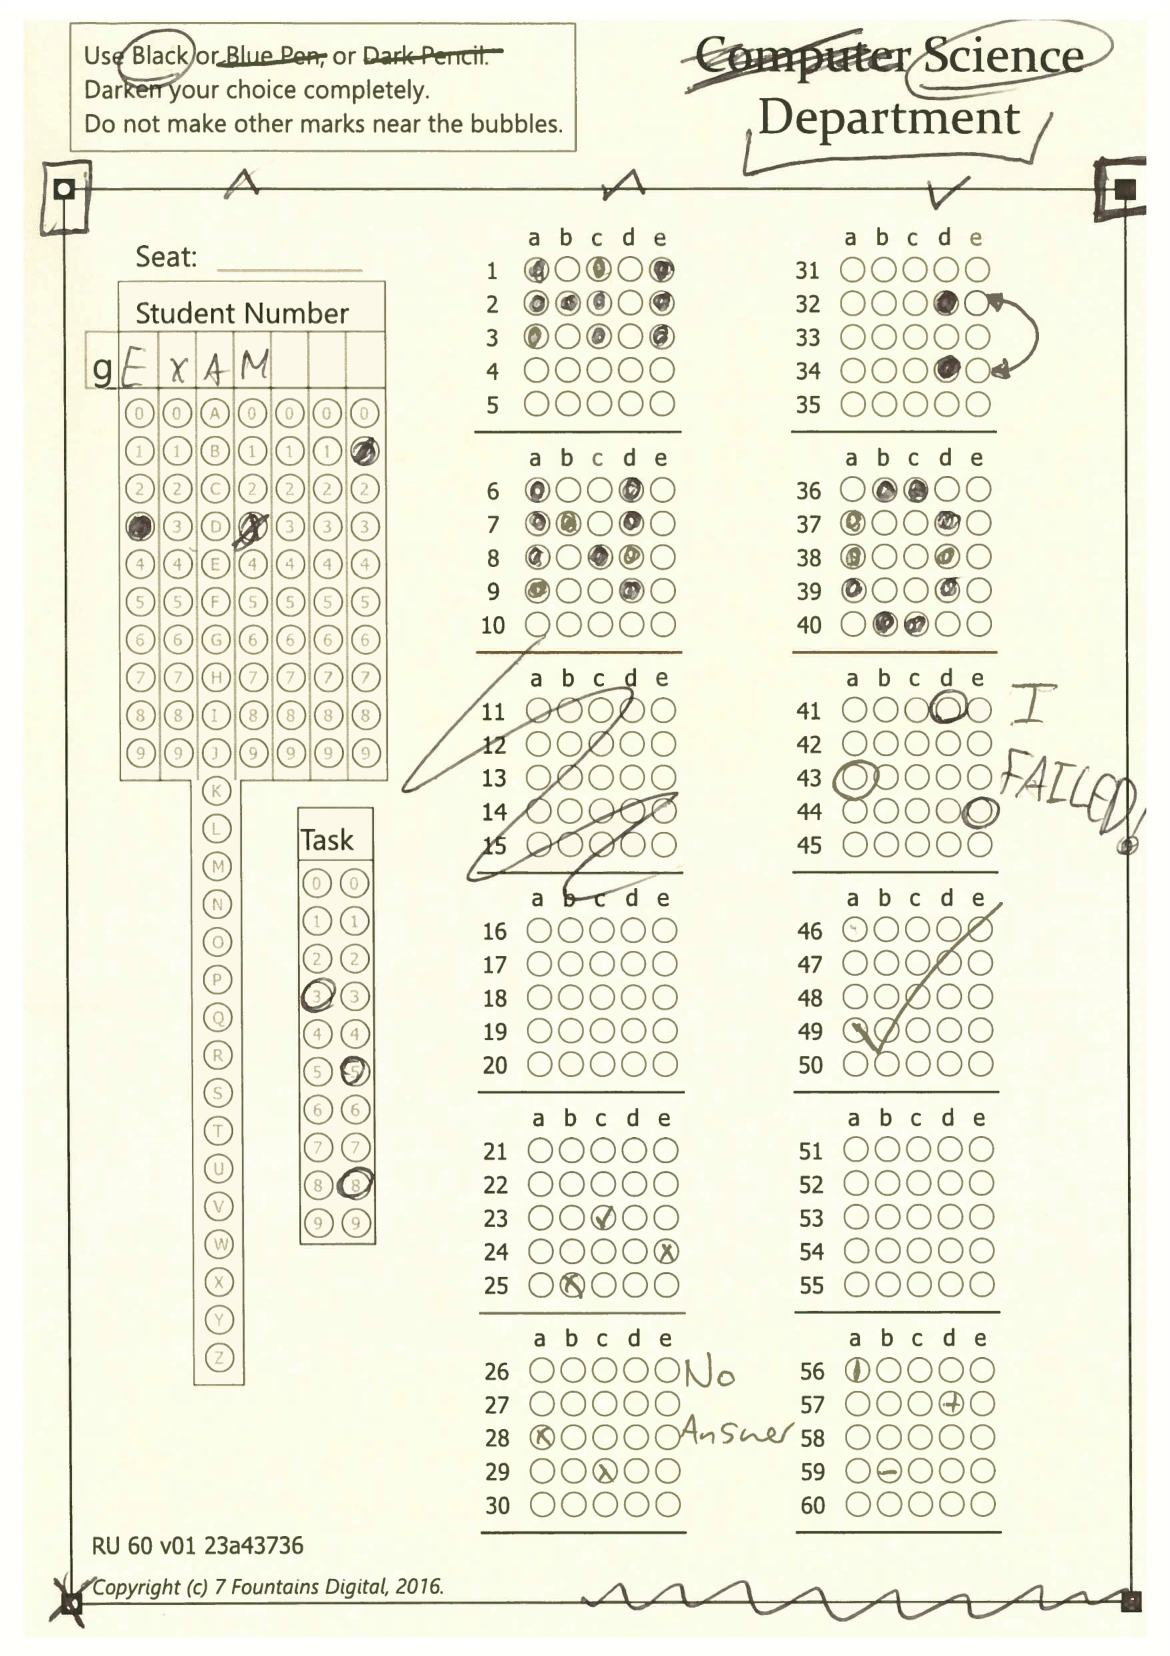 Use Black or Blue Pen, or Dark Pencil.
Darken your choice completely.
Do not make other marks near the bubbles.
Computer Science
Department
Seat:
Student Number
g E X A M
0 0 A 0 0 0 0
1 1 B 1 1 1
2 2 C 2 2 2 2
3 D 3 3 3
4 4 E 4 4 4 4
5 5 F 5 5 5 5
6 6 G 6 6 6 6
7 7 H 7 7 7 7
8 8 I 8 8 8 8
9 9 J 9 9 9 9
K
L
M
N
O
P
Q
R
S
T
U
V
W
X
Y
Z
Task
0 0
1 1
2 2
3 3
4 4
5 5
6 6
7 7
8 8
9 9
a b c d e
1
2
3
4
5
a b c d e
6
7
8
9
10
a b c d e
11
12
13
14
15
a b c d e
16
17
18
19
20
a b c d e
21
22
23
24
25
a b c d e
26 No
27
28 Answer
29
30
a b c d e
31
32
33
34
35
a b c d e
36
37
38
39
40
a b c d e
41 I
42
43 FAILED!
44
45
a b c d e
46
47
48
49
50
a b c d e
51
52
53
54
55
a b c d e
56
57
58
59
60
RU 60 v01 23a43736
Copyright (c) 7 Fountains Digital, 2016.